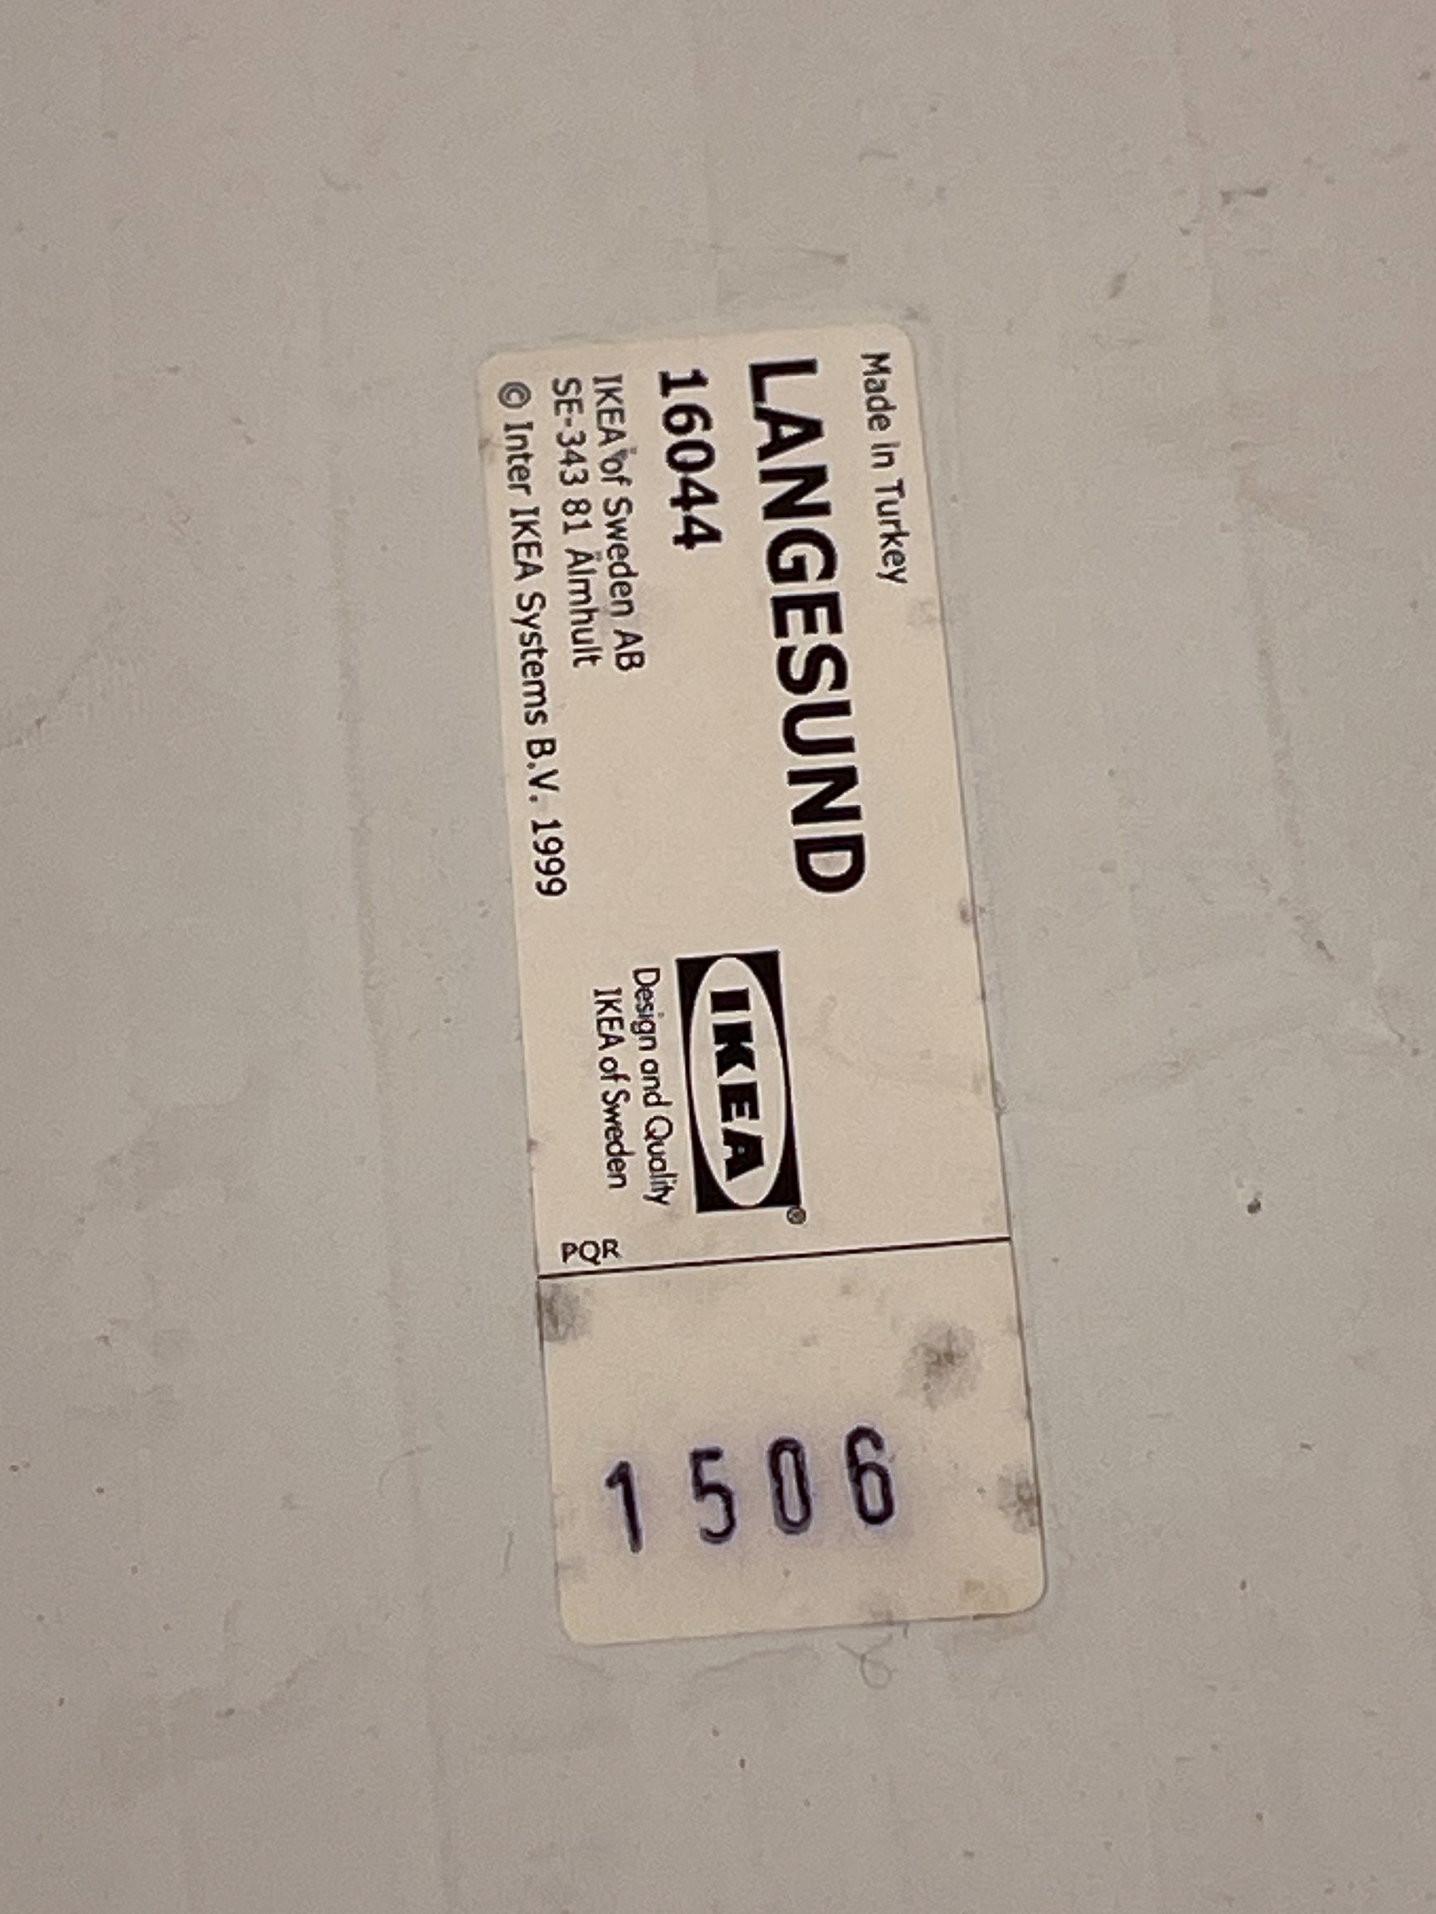 Made in Turkey
LANGESUND
16044
IKEA of Sweden AB
SE-343 81 Älmhult
© Inter IKEA Systems B.V. 1999
IKEA®
Design and Quality
IKEA of Sweden
PQR
1506